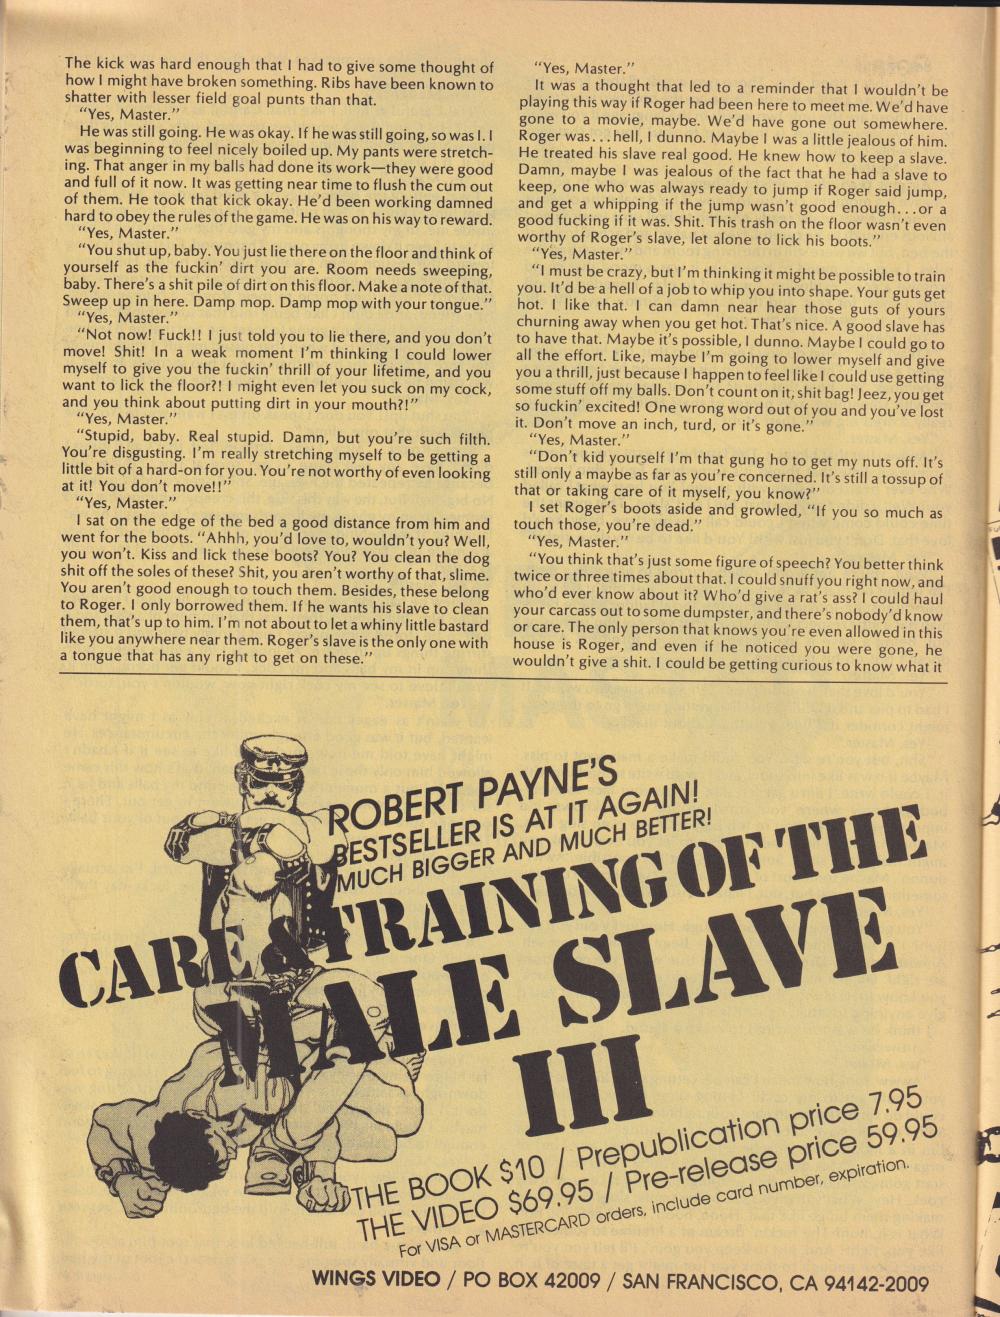 The kick was hard enough that I had to give some thought of
how I might have broken something. Ribs have been known to
shatter with lesser field goal punts than that.
"Yes, Master."
He was still going. He was okay. If he was still going, so was I. I
was beginning to feel nicely boiled up. My pants were stretch-
ing. That anger in my balls had done its work—they were good
and full of it now. It was getting near time to flush the cum out
of them. He took that kick okay. He'd been working damned
hard to obey the rules of the game. He was on his way to reward.
"Yes, Master."
"You shut up, baby. You just lie there on the floor and think of
yourself as the fuckin' dirt you are. Room needs sweeping,
baby. There's a shit pile of dirt on this floor. Make a note of that.
Sweep up in here. Damp mop. Damp mop with your tongue."
"Yes, Master."
"Not now! Fuck!! I just told you to lie there, and you don't
move! Shit! In a weak moment I'm thinking I could lower
myself to give you the fuckin' thrill of your lifetime, and you
want to lick the floor?! I might even let you suck on my cock,
and you think about putting dirt in your mouth?!"
"Yes, Master."
"Stupid, baby. Real stupid. Damn, but you're such filth.
You're disgusting. I'm really stretching myself to be getting a
little bit of a hard-on for you. You're not worthy of even looking
at it! You don't move!!"
"Yes, Master."
I sat on the edge of the bed a good distance from him and
went for the boots. "Ahhh, you'd love to, wouldn't you? Well,
you won't. Kiss and lick these boots? You? You clean the dog
shit off the soles of these? Shit, you aren't worthy of that, slime.
You aren't good enough to touch them. Besides, these belong
to Roger. I only borrowed them. If he wants his slave to clean
them, that's up to him. I'm not about to let a whiny little bastard
like you anywhere near them. Roger's slave is the only one with
a tongue that has any right to get on these."
"Yes, Master."
It was a thought that led to a reminder that I wouldn't be
playing this way if Roger had been here to meet me. We'd have
gone to a movie, maybe. We'd have gone out somewhere.
Roger was...hell, I dunno. Maybe I was a little jealous of him.
He treated his slave real good. He knew how to keep a slave.
Damn, maybe I was jealous of the fact that he had a slave to
keep, one who was always ready to jump if Roger said jump,
and get a whipping if the jump wasn't good enough...or a
good fucking if it was. Shit. This trash on the floor wasn't even
worthy of Roger's slave, let alone to lick his boots."
"Yes, Master."
"I must be crazy, but I'm thinking it might be possible to train
you. It'd be a hell of a job to whip you into shape. Your guts get
hot. I like that. I can damn near hear those guts of yours
churning away when you get hot. That's nice. A good slave has
to have that. Maybe it's possible, I dunno. Maybe I could go to
all the effort. Like, maybe I'm going to lower myself and give
you a thrill, just because I happen to feel like I could use getting
some stuff off my balls. Don't count on it, shit bag! Jeez, you get
so fuckin' excited! One wrong word out of you and you've lost
it. Don't move an inch, turd, or it's gone."
"Yes, Master."
"Don't kid yourself I'm that gung ho to get my nuts off. It's
still only a maybe as far as you're concerned. It's still a tossup of
that or taking care of it myself, you know?"
I set Roger's boots aside and growled, "If you so much as
touch those, you're dead."
"Yes, Master."
"You think that's just some figure of speech? You better think
twice or three times about that. I could snuff you right now, and
who'd ever know about it? Who'd give a rat's ass? I could haul
your carcass out to some dumpster, and there's nobody'd know
or care. The only person that knows you're even allowed in this
house is Roger, and even if he noticed you were gone, he
wouldn't give a shit. I could be getting curious to know what it
ROBERT PAYNE'S
BESTSELLER IS AT IT AGAIN!
MUCH BIGGER AND MUCH BETTER!
CARE & TRAINING OF THE
MALE SLAVE
III
THE BOOK $10 / Prepublication price 7.95
THE VIDEO $69.95 / Pre-release price 59.95
For VISA or MASTERCARD orders, include card number, expiration.
WINGS VIDEO / PO BOX 42009 / SAN FRANCISCO, CA 94142-2009